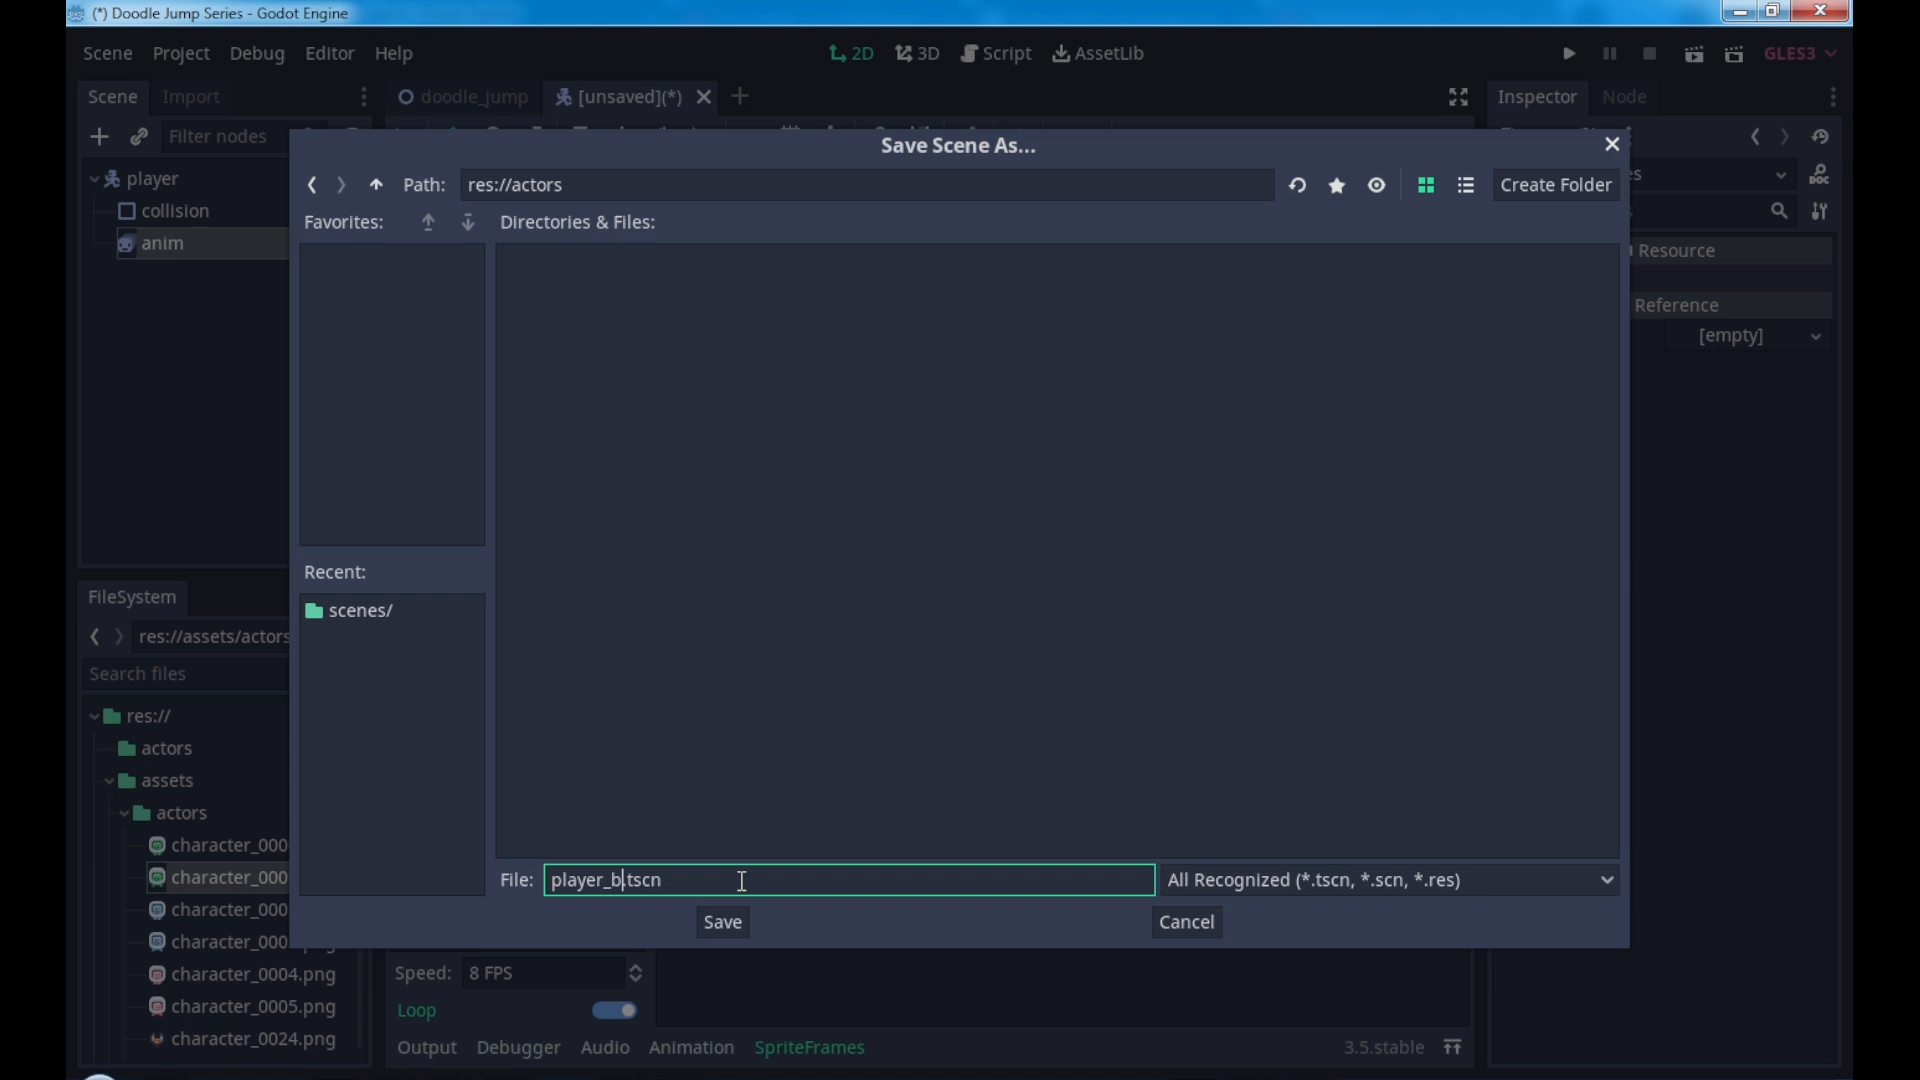 (*) Doodle Jump Series - Godot Engine
Scene Project Debug Editor Help 2D 3D Script AssetLib GLES3
Scene Import doodle_jump [unsaved](*) Inspector Node
Filter nodes
Save Scene As...
player
Path: res://actors Create Folder
collision
Favorites: Directories & Files:
anim
Resource
Reference
[empty]
Recent:
FileSystem
scenes/
res://assets/actors
Search files
res://
actors
assets
actors
character_000
character_000
File: player_b.tscn All Recognized (*.tscn, *.scn, *.res)
character_000
Save Cancel
character_000
character_0004.png
Speed: 8 FPS
character_0005.png
Loop
character_0024.png
Output Debugger Audio Animation SpriteFrames 3.5.stable